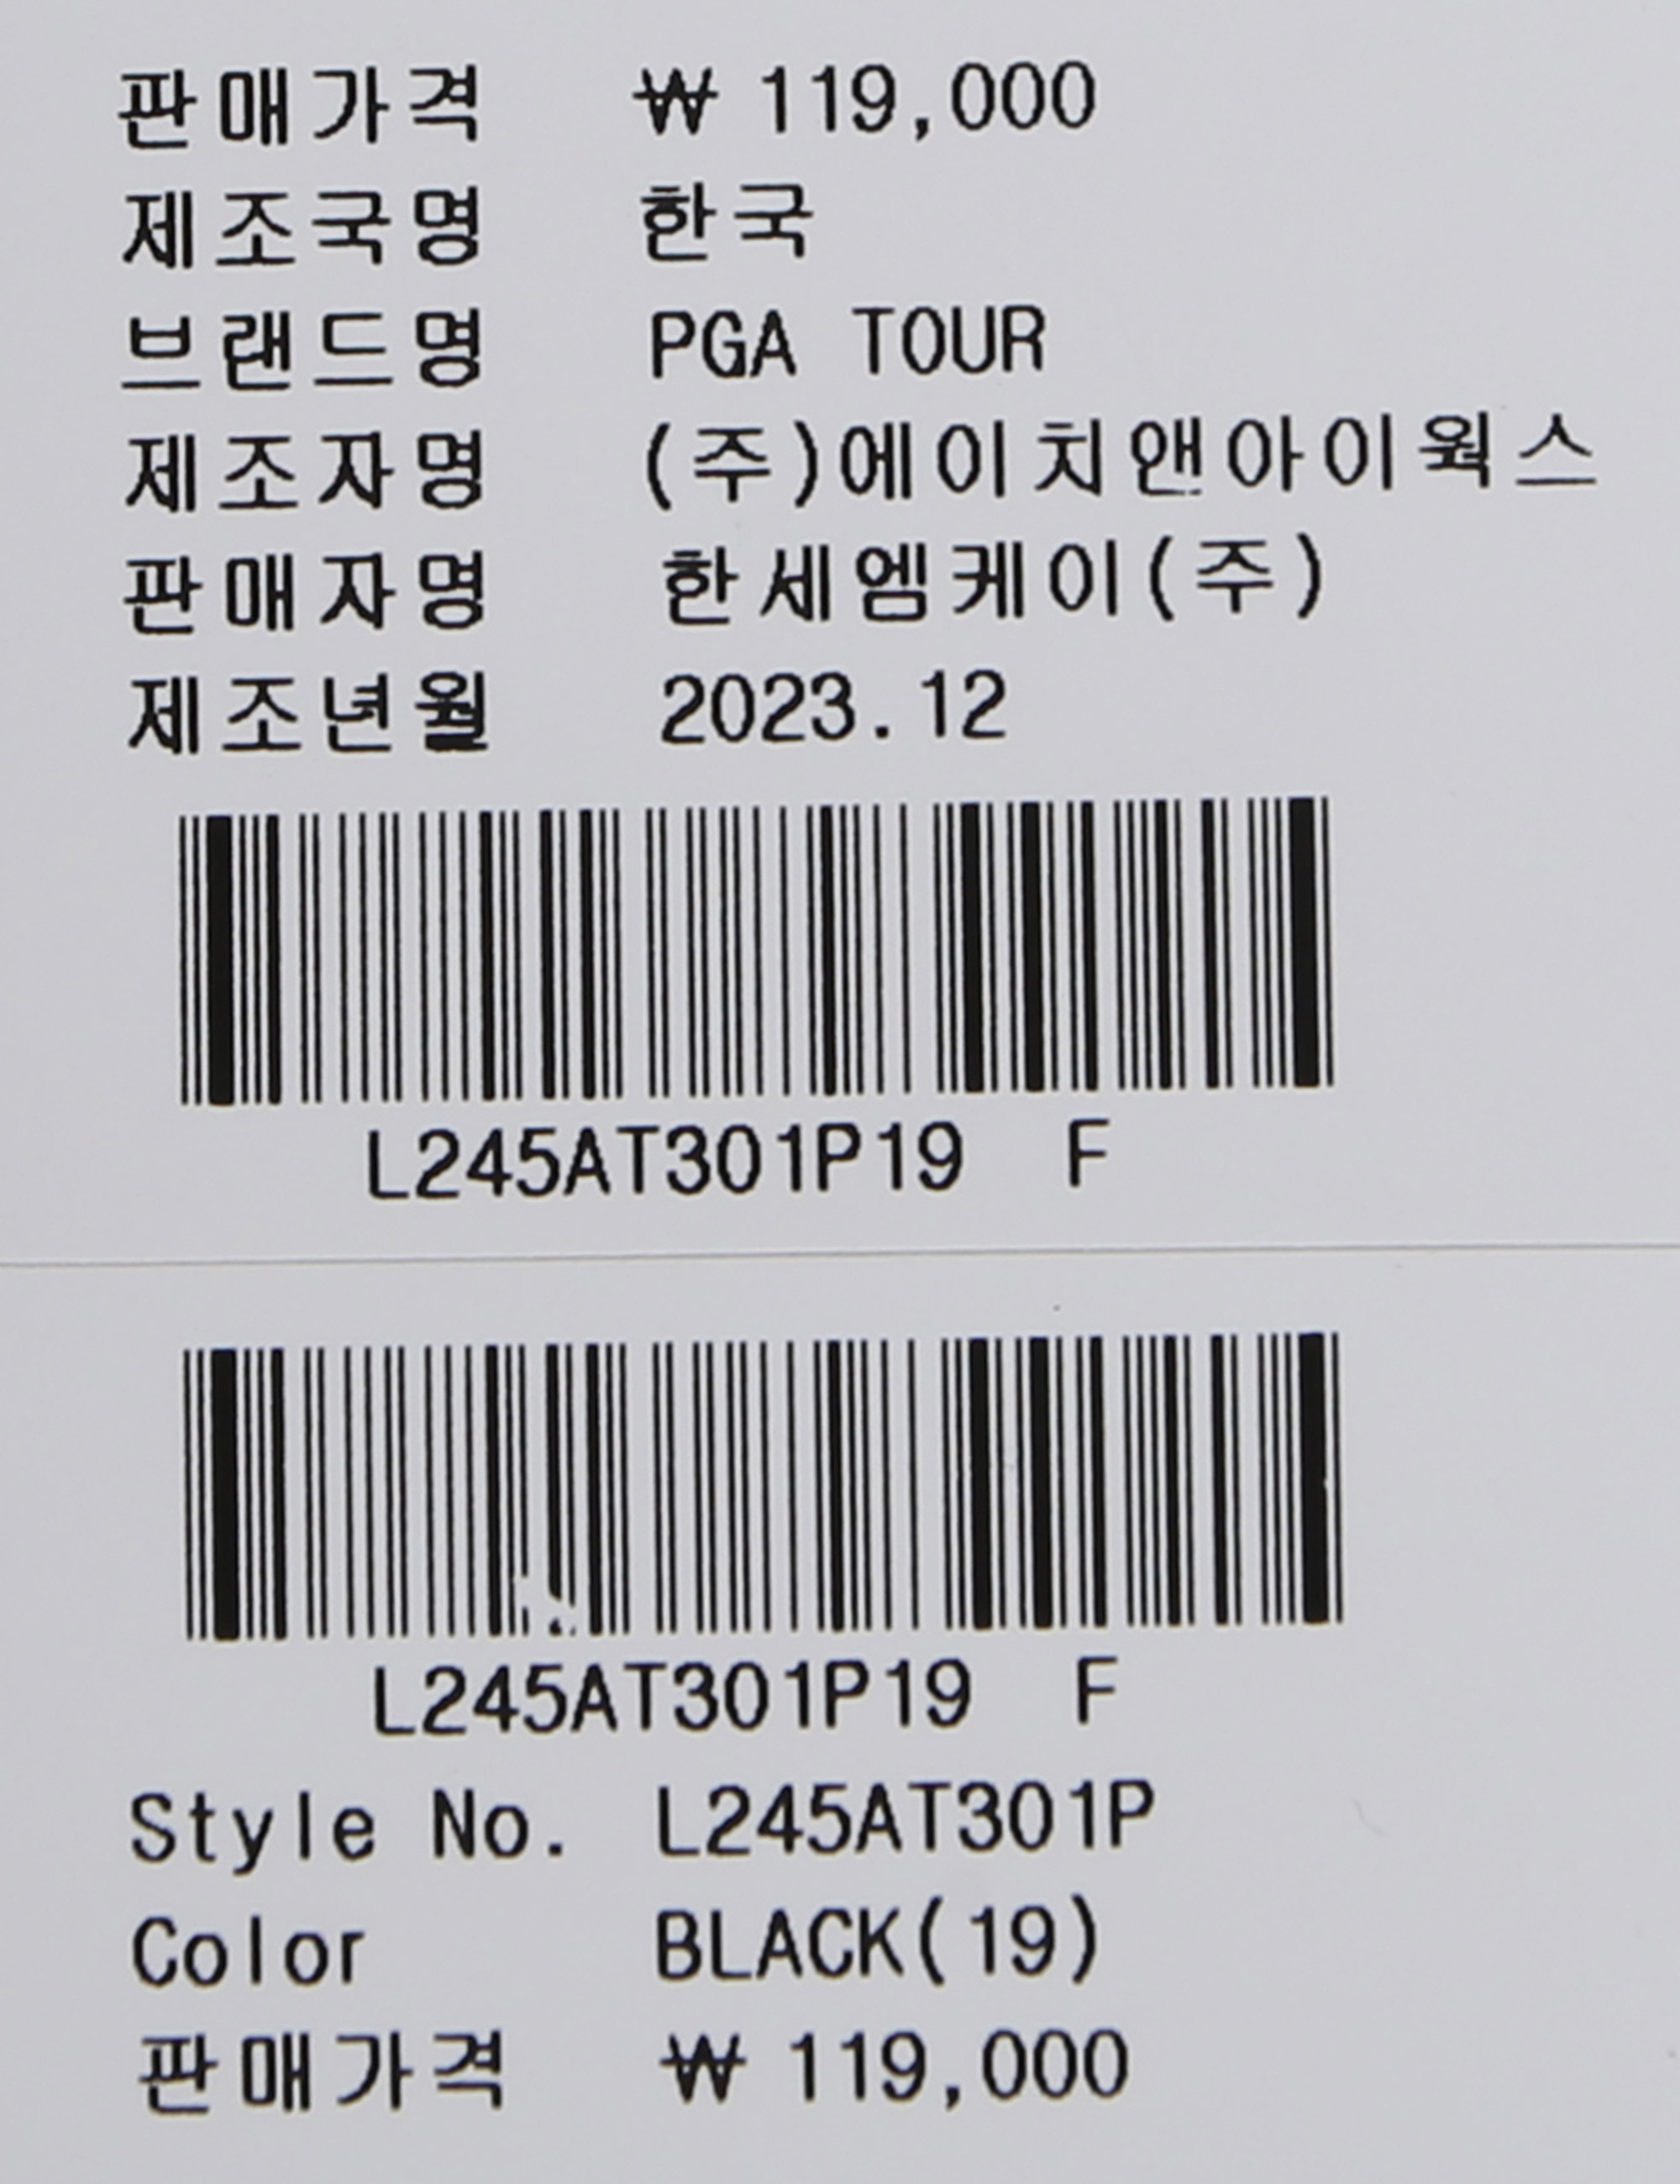 판매가격 ₩ 119,000
제조국명 한국
브랜드명 PGA TOUR
제조자명 (주)에이치앤아이웍스
판매자명 한세엠케이(주)
제조년월 2023.12
L245AT301P19 F
L245AT301P19 F
Style No. L245AT301P
Color BLACK(19)
판매가격 ₩ 119,000